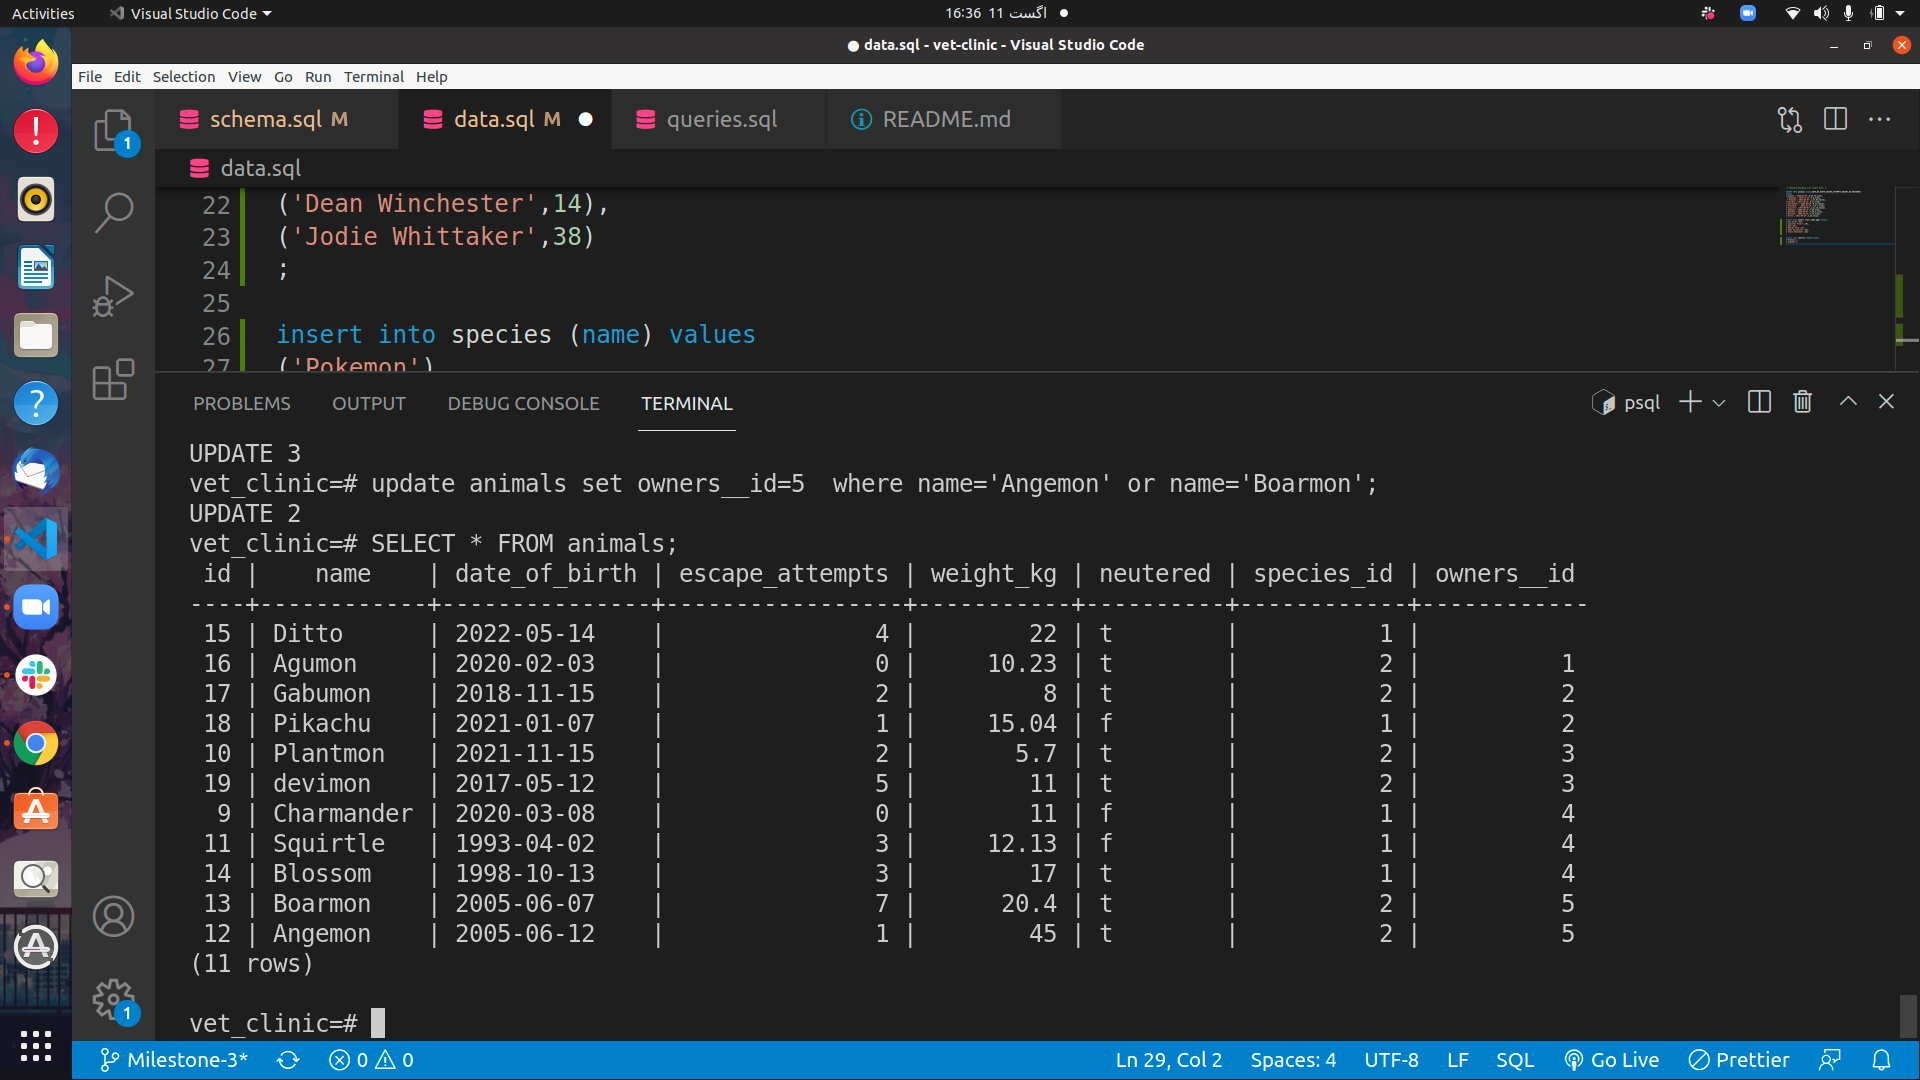 Activities Visual Studio Code 16:36 11 اگست
data.sql - vet-clinic - Visual Studio Code
File Edit Selection View Go Run Terminal Help
schema.sql M data.sql M queries.sql README.md
data.sql
22 ('Dean Winchester',14),
23 ('Jodie Whittaker',38)
24 ;
25
26 insert into species (name) values
27 ('Pokemon')
PROBLEMS OUTPUT DEBUG CONSOLE TERMINAL psql
UPDATE 3
vet_clinic=# update animals set owners__id=5  where name='Angemon' or name='Boarmon';
UPDATE 2
vet_clinic=# SELECT * FROM animals;
 id |    name    | date_of_birth | escape_attempts | weight_kg | neutered | species_id | owners__id
----+------------+---------------+-----------------+-----------+----------+------------+------------
 15 | Ditto      | 2022-05-14    |               4 |        22 | t        |          1 |
 16 | Agumon     | 2020-02-03    |               0 |     10.23 | t        |          2 |          1
 17 | Gabumon    | 2018-11-15    |               2 |         8 | t        |          2 |          2
 18 | Pikachu    | 2021-01-07    |               1 |     15.04 | f        |          1 |          2
 10 | Plantmon   | 2021-11-15    |               2 |       5.7 | t        |          2 |          3
 19 | devimon    | 2017-05-12    |               5 |        11 | t        |          2 |          3
  9 | Charmander | 2020-03-08    |               0 |        11 | f        |          1 |          4
 11 | Squirtle   | 1993-04-02    |               3 |     12.13 | f        |          1 |          4
 14 | Blossom    | 1998-10-13    |               3 |        17 | t        |          1 |          4
 13 | Boarmon    | 2005-06-07    |               7 |      20.4 | t        |          2 |          5
 12 | Angemon    | 2005-06-12    |               1 |        45 | t        |          2 |          5
(11 rows)
vet_clinic=#
1
1
Milestone-3* 0 0 Ln 29, Col 2 Spaces: 4 UTF-8 LF SQL Go Live Prettier